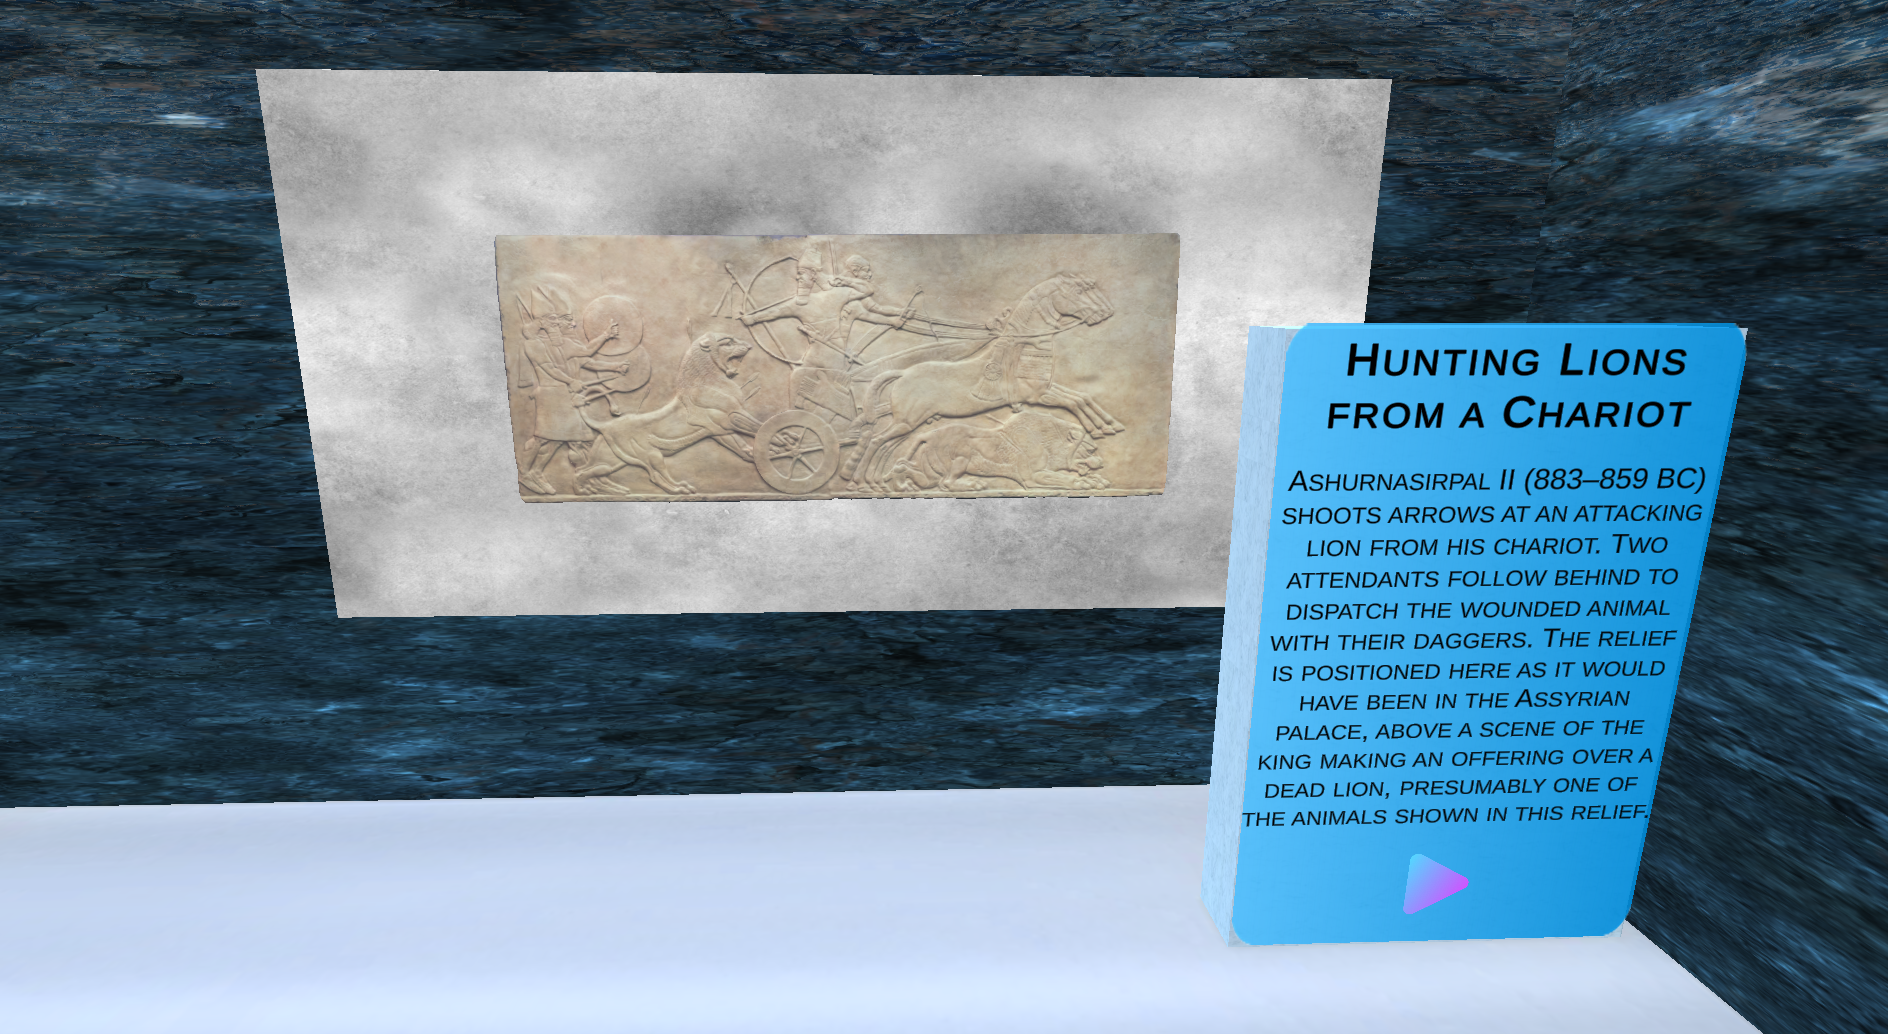 Hunting Lions
from a Chariot
Ashurnasirpal II (883–859 BC)
shoots arrows at an attacking
lion from his chariot. Two
attendants follow behind to
dispatch the wounded animal
with their daggers. The relief
is positioned here as it would
have been in the Assyrian
palace, above a scene of the
king making an offering over a
dead lion, presumably one of
the animals shown in this relief.